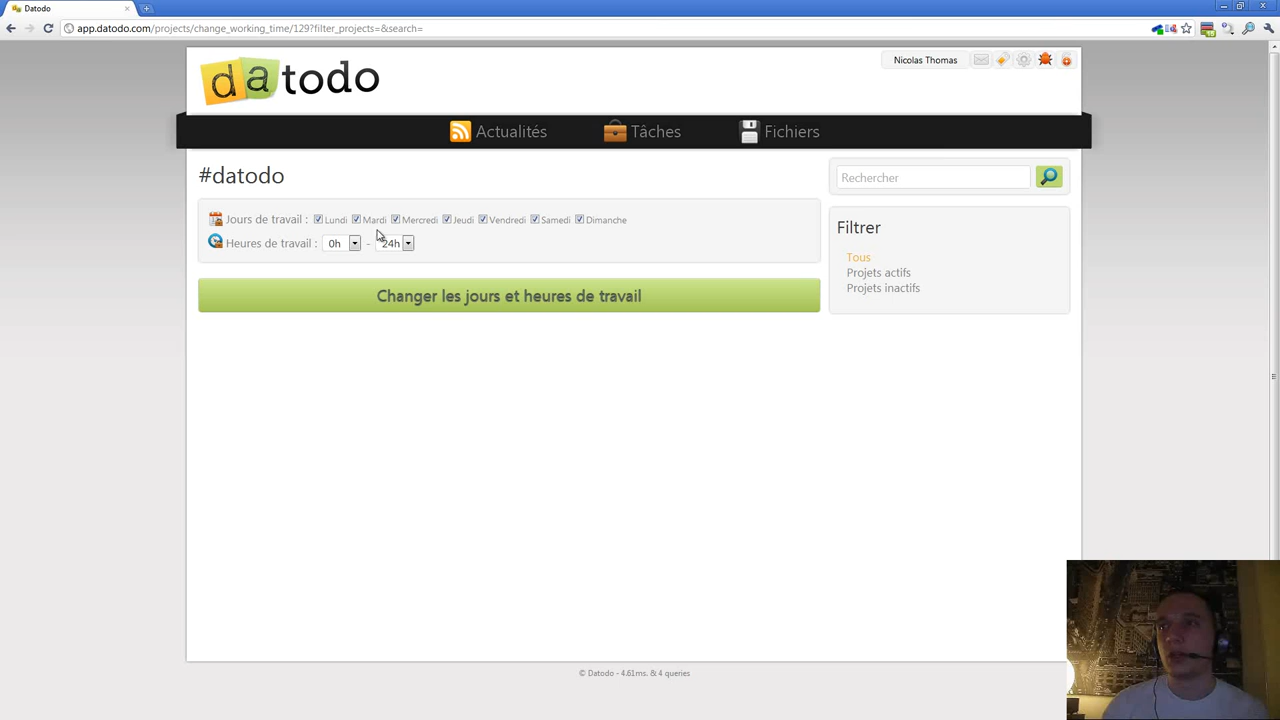 Datodo
app.datodo.com/projects/change_working_time/129?filter_projects=&search=
datodo
Nicolas Thomas
Actualités Tâches Fichiers
#datodo
Rechercher
Jours de travail : Lundi Mardi Mercredi Jeudi Vendredi Samedi Dimanche
Heures de travail : 0h - 24h
Filtrer
Tous
Projets actifs
Projets inactifs
Changer les jours et heures de travail
© Datodo - 4.61ms. & 4 queries